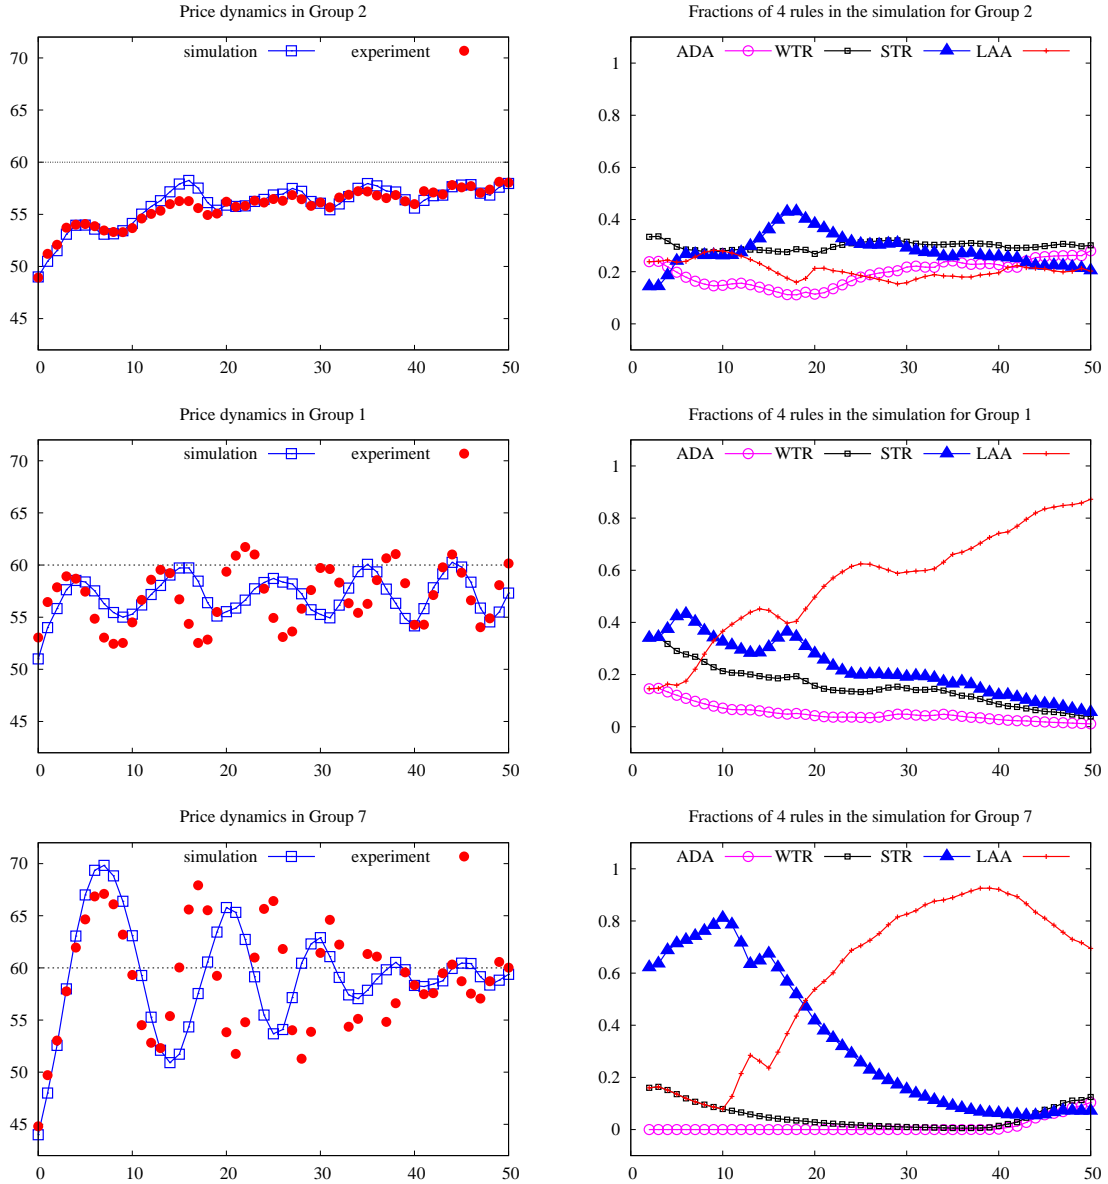 Price dynamics in Group 2
simulation experiment
70
65
60
55
50
45
0 10 20 30 40 50
Fractions of 4 rules in the simulation for Group 2
ADA WTR STR LAA
1
0.8
0.6
0.4
0.2
0
0 10 20 30 40 50
Price dynamics in Group 1
simulation experiment
70
65
60
55
50
45
0 10 20 30 40 50
Fractions of 4 rules in the simulation for Group 1
ADA WTR STR LAA
1
0.8
0.6
0.4
0.2
0
0 10 20 30 40 50
Price dynamics in Group 7
simulation experiment
70
65
60
55
50
45
0 10 20 30 40 50
Fractions of 4 rules in the simulation for Group 7
ADA WTR STR LAA
1
0.8
0.6
0.4
0.2
0
0 10 20 30 40 50